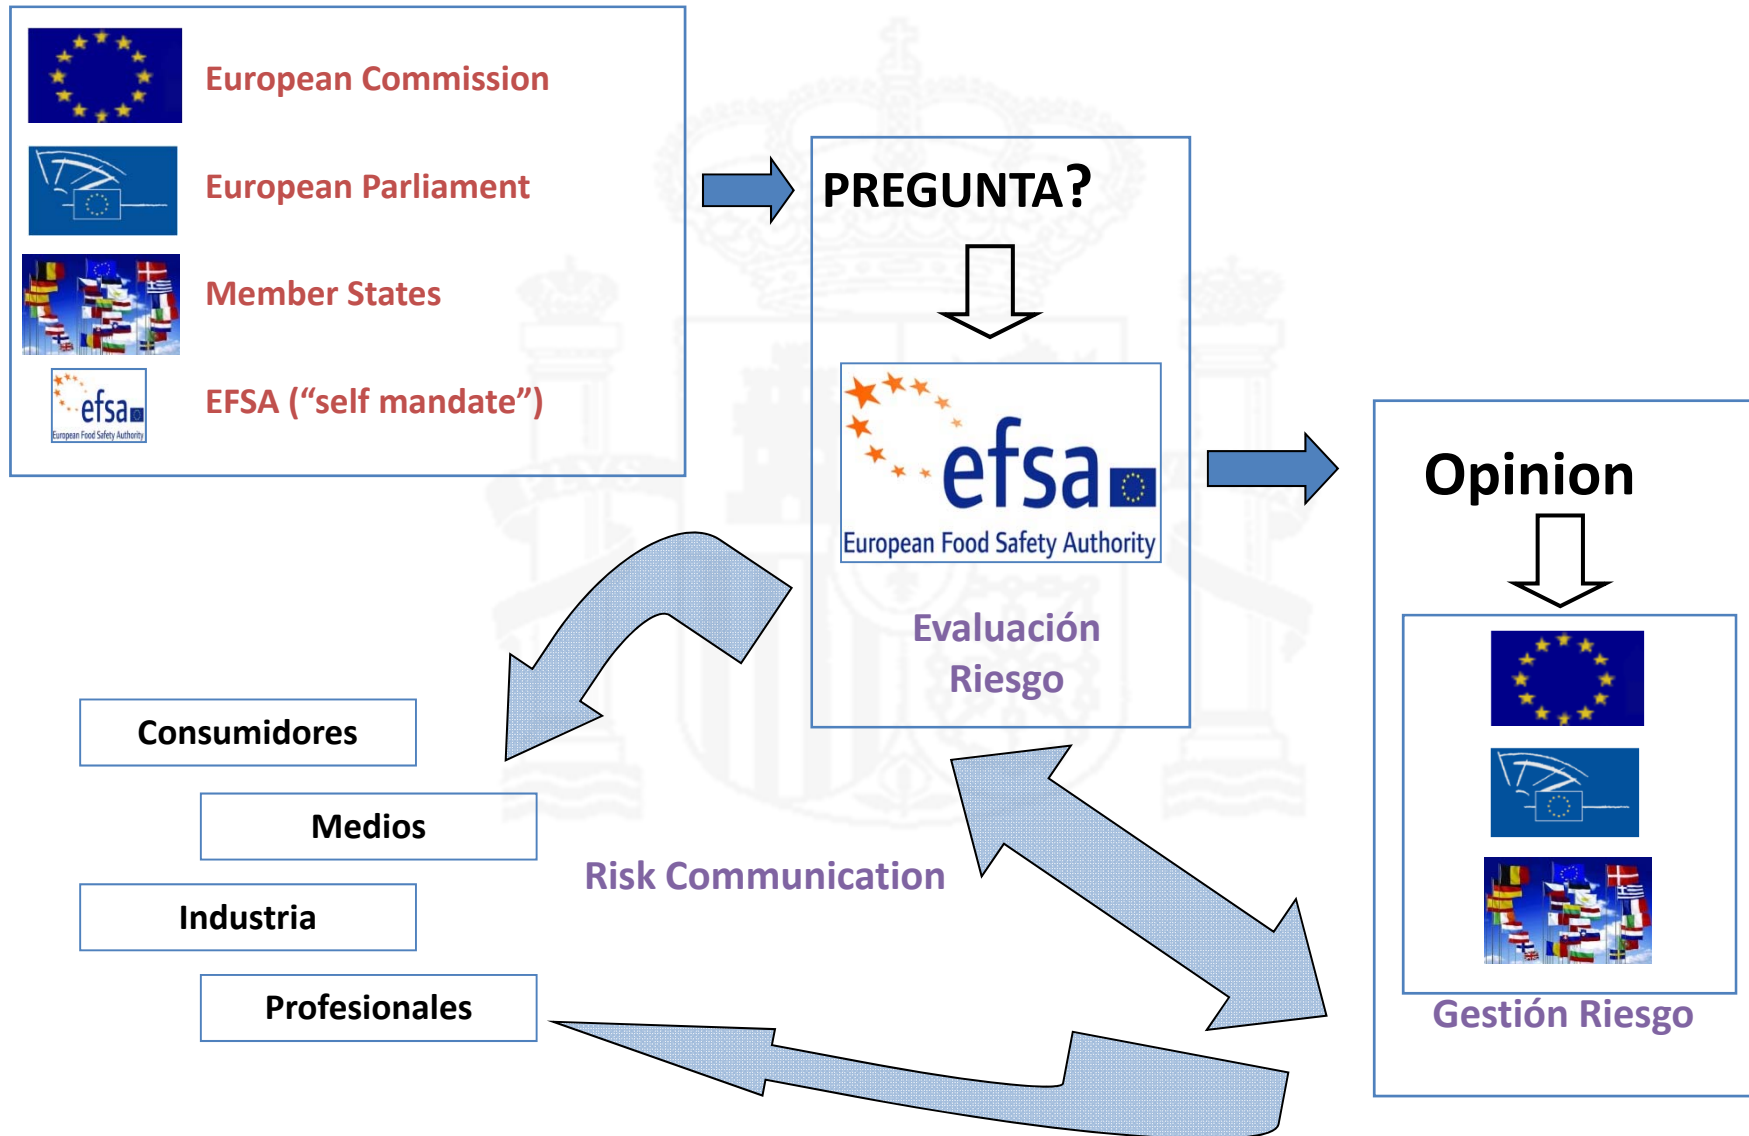 European Commission
European Parliament
Member States
efsa
European Food Safety Authority
EFSA (“self mandate”)
PREGUNTA?
efsa
European Food Safety Authority
Evaluación
Riesgo
Opinion
Gestión Riesgo
Consumidores
Medios
Industria
Profesionales
Risk Communication